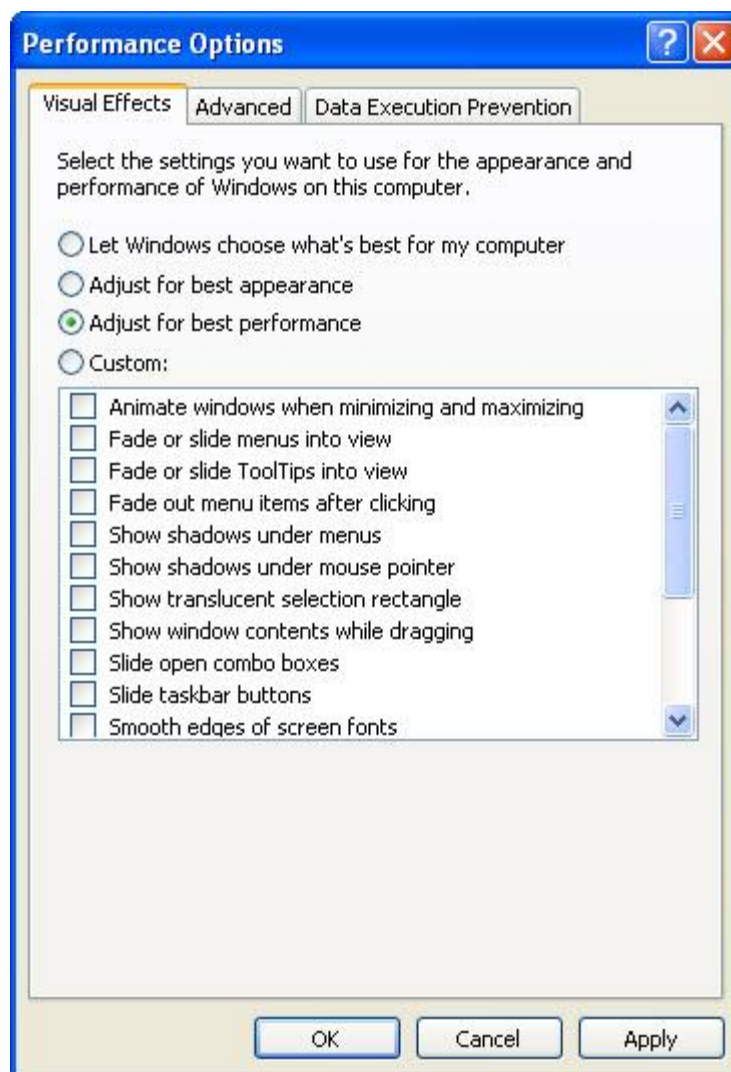 Performance Options
Visual Effects Advanced Data Execution Prevention
Select the settings you want to use for the appearance and
performance of Windows on this computer.
Let Windows choose what's best for my computer
Adjust for best appearance
Adjust for best performance
Custom:
Animate windows when minimizing and maximizing
Fade or slide menus into view
Fade or slide ToolTips into view
Fade out menu items after clicking
Show shadows under menus
Show shadows under mouse pointer
Show translucent selection rectangle
Show window contents while dragging
Slide open combo boxes
Slide taskbar buttons
Smooth edges of screen fonts
OK Cancel Apply